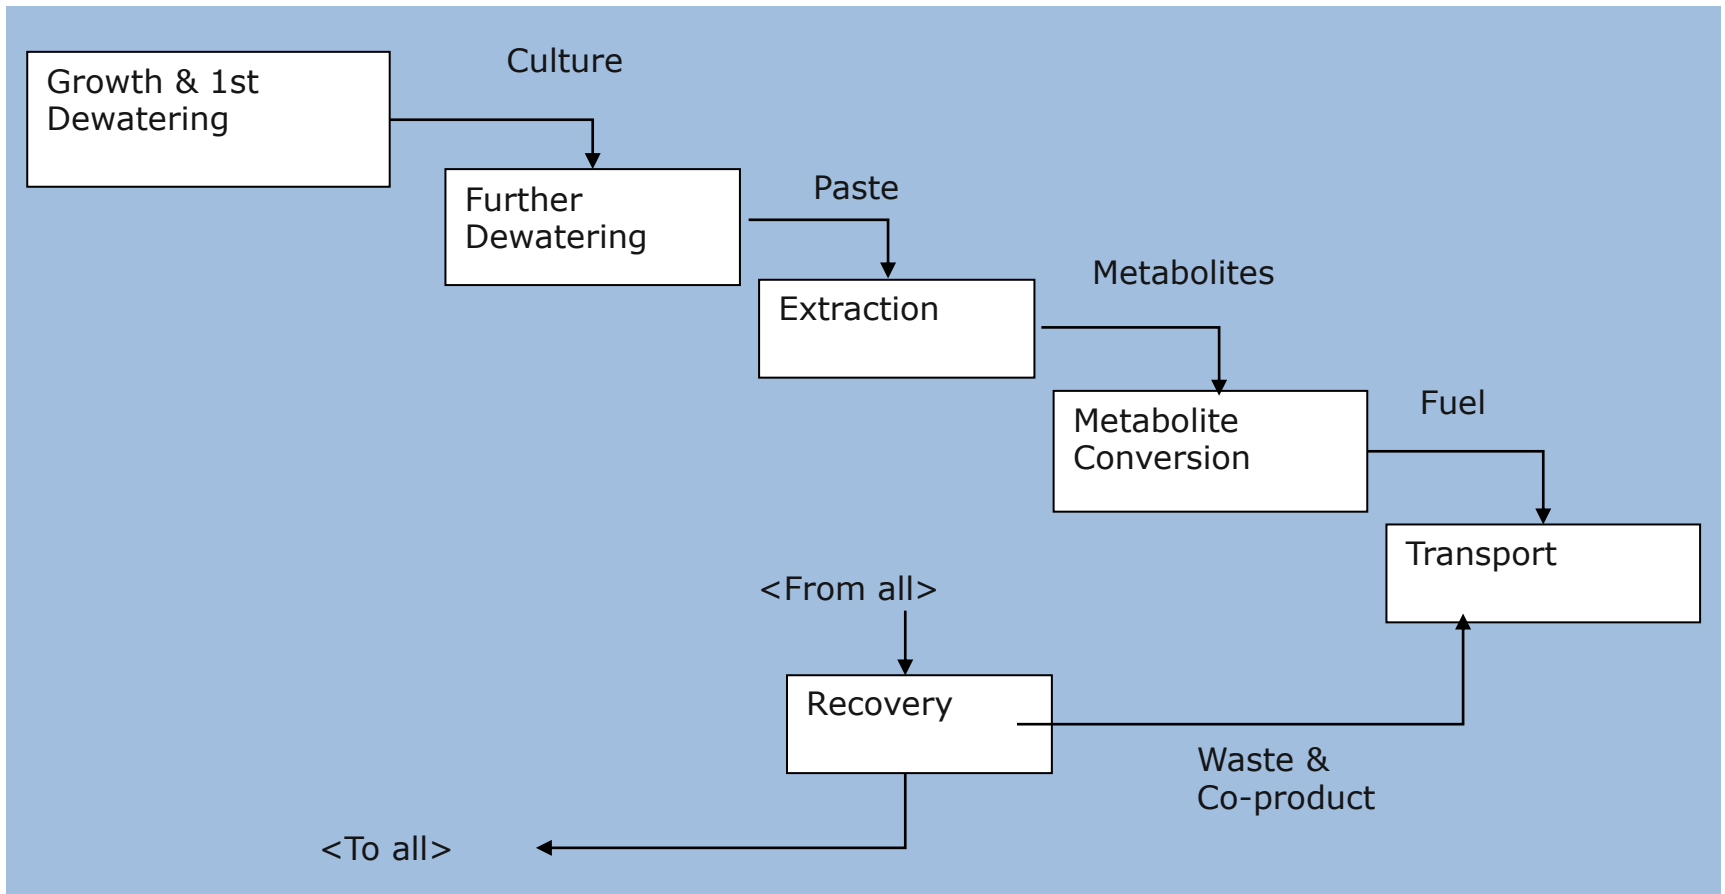 Growth & 1st
Dewatering
Culture
Further
Dewatering
Paste
Extraction
Metabolites
Metabolite
Conversion
Fuel
Transport
<From all>
Recovery
Waste &
Co-product
<To all>